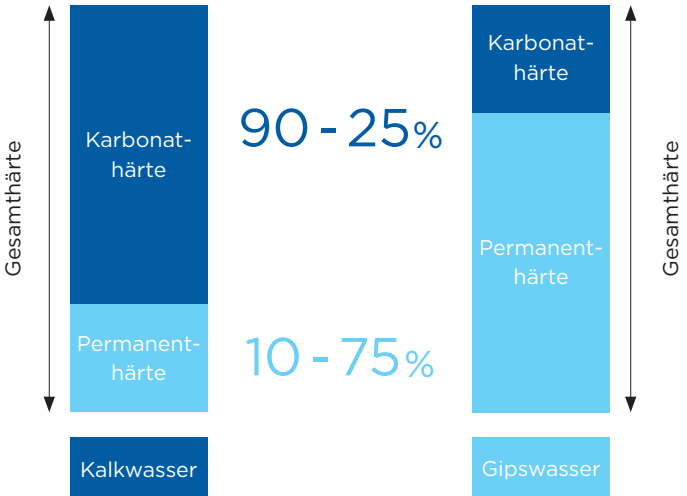 Gesamthärte
Karbonat-
härte
Permanent-
härte
Kalkwasser
90 - 25%
10 - 75%
Karbonat-
härte
Permanent-
härte
Gipswasser
Gesamthärte